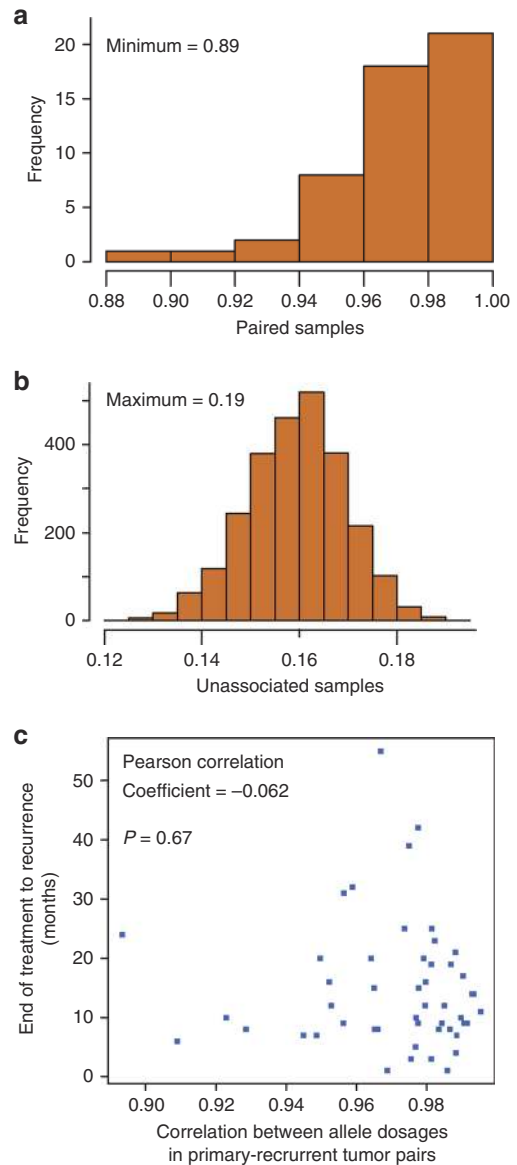 a
Minimum = 0.89
20
15
10
5
0
Frequency
0.88 0.90 0.92 0.94 0.96 0.98 1.00
Paired samples
b
Maximum = 0.19
400
200
0
Frequency
0.12 0.14 0.16 0.18
Unassociated samples
c
Pearson correlation
Coefficient = –0.062
P = 0.67
50
40
30
20
10
0
End of treatment to recurrence
(months)
0.90 0.92 0.94 0.96 0.98
Correlation between allele dosages
in primary-recrurrent tumor pairs